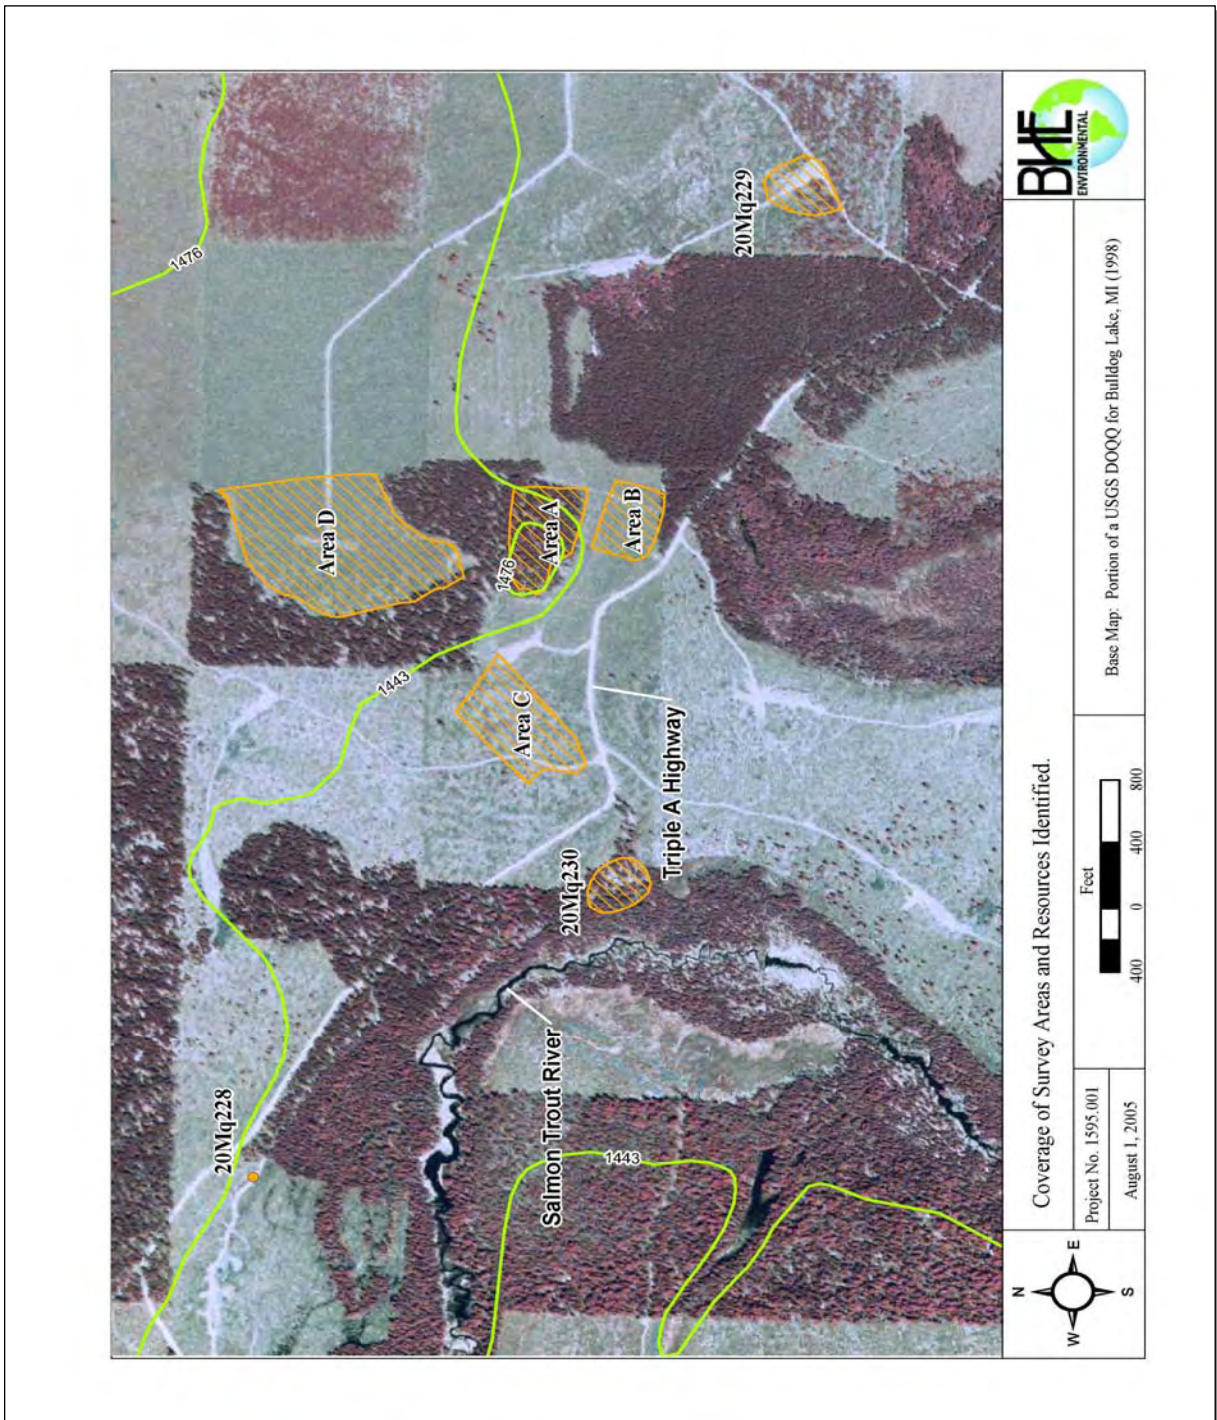 1476
20Mq229
Area D
Area A
Area B
1476
1443
Area C
Triple A Highway
20Mq230
20Mq228
Salmon Trout River
1443
BHE
ENVIRONMENTAL
Coverage of Survey Areas and Resources Identified.
Project No. 1595.001
August 1, 2005
Feet
400 0 400 800
Base Map: Portion of a USGS DOQQ for Bulldog Lake, MI (1998)
N
W E
S